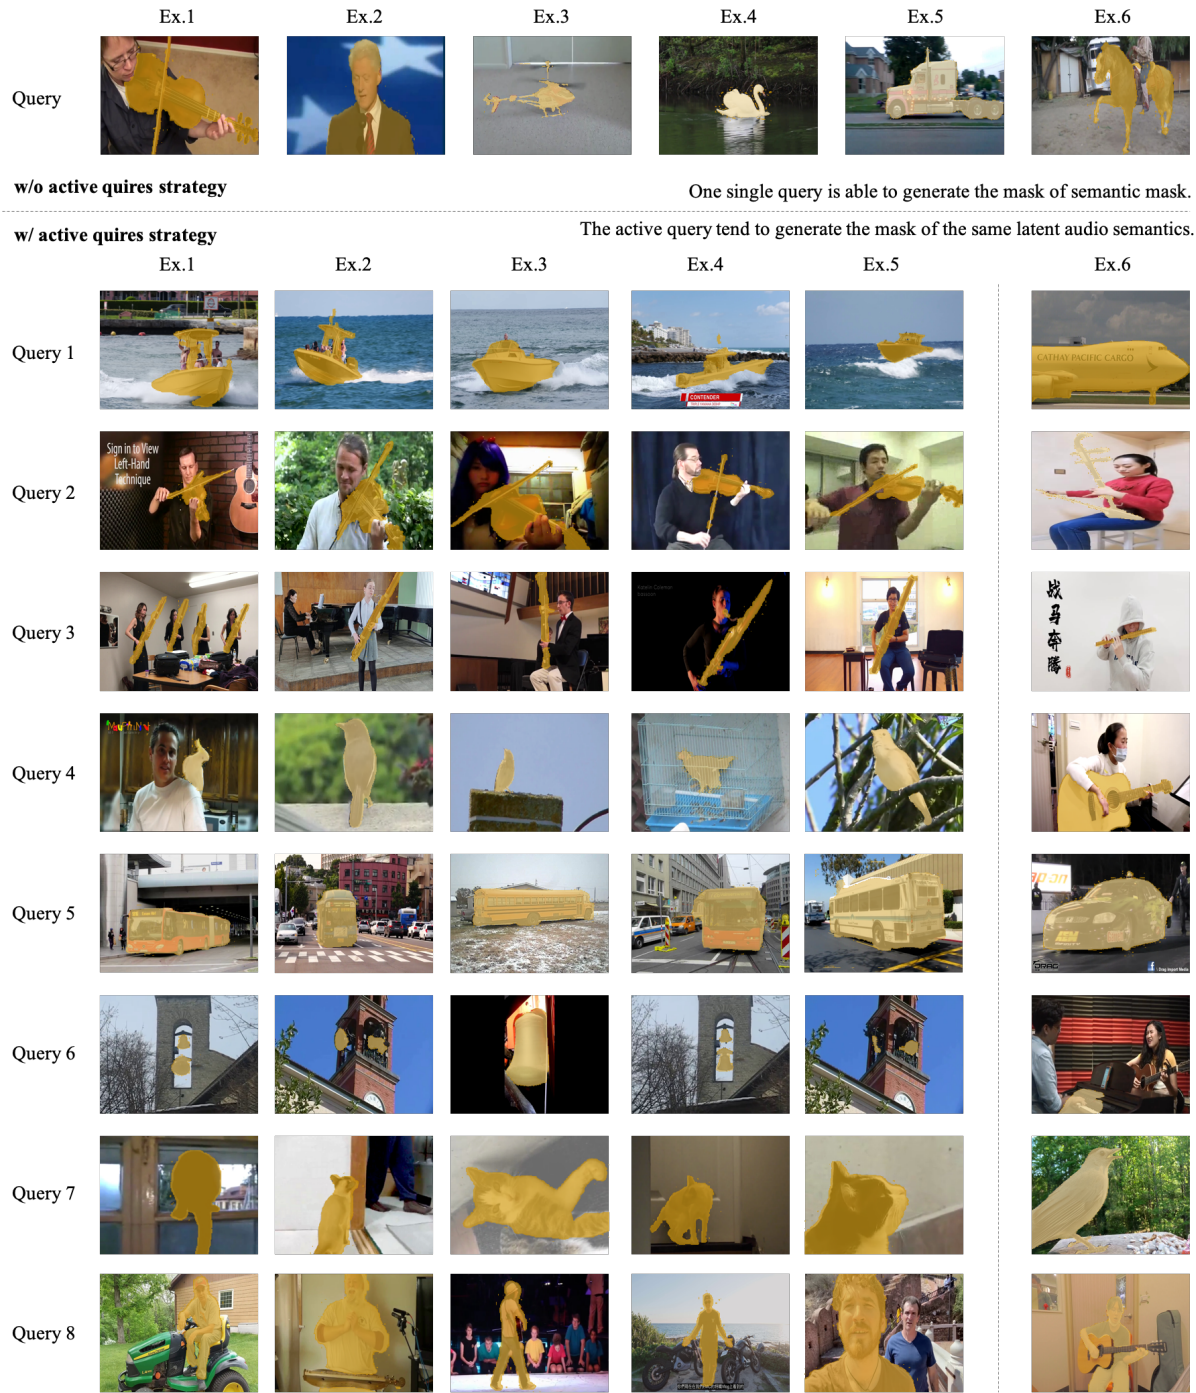 Ex.1 Ex.2 Ex.3 Ex.4 Ex.5 Ex.6
Query
w/o active quires strategy
One single query is able to generate the mask of semantic mask.
w/ active quires strategy
The active query tend to generate the mask of the same latent audio semantics.
Ex.1 Ex.2 Ex.3 Ex.4 Ex.5 Ex.6
Query 1
CONTENDER
CATHAY PACIFIC CARGO
Query 2
Sign in to View
Left-Hand
Technique
Query 3
战
马
奔
腾
Query 4
Query 5
DRAG
Query 6
Query 7
Query 8